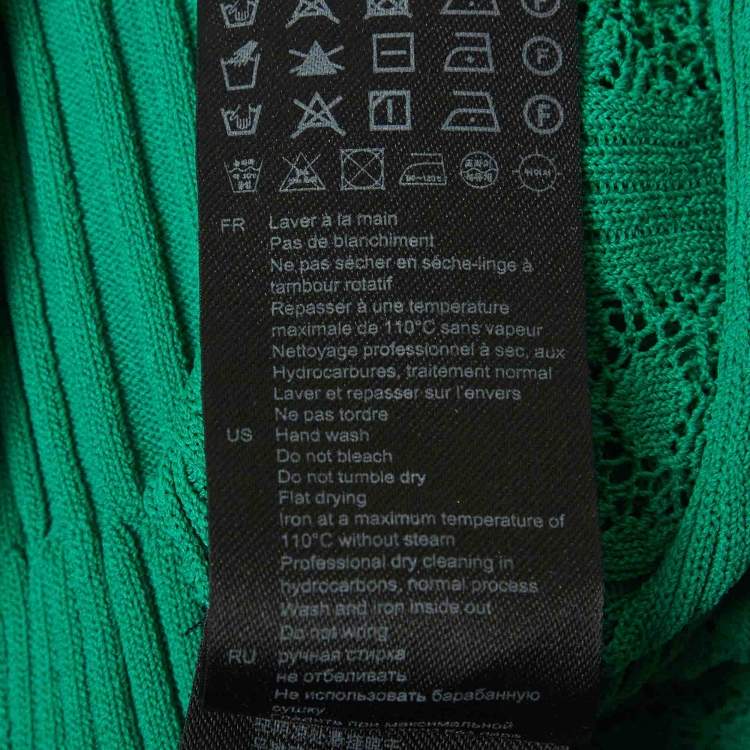 F
F
F
FR Laver à la main
Pas de blanchiment
Ne pas sécher en sèche-linge à
tambour rotatif
Repasser à une temperature
maximale de 110°C sans vapeur
Nettoyage professionnel à sec, aux
Hydrocarbures, traitement normal
Laver et repasser sur l'envers
Ne pas tordre
US Hand wash
Do not bleach
Do not tumble dry
Flat drying
Iron at a maximum temperature of
110°C without steam
Professional dry cleaning in
hydrocarbons, normal process
Wash and iron inside out
Do not wring
RU ручная стирка
не отбеливать
Не использовать барабанную
сушку
при максимальной